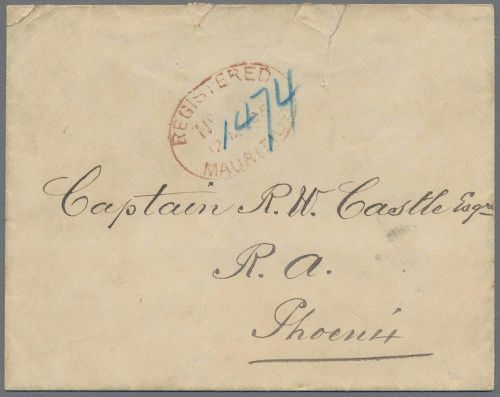 REGISTERED
1474
MAURITIUS
Captain R. W. Castle Esqre
R. A.
Phoenix